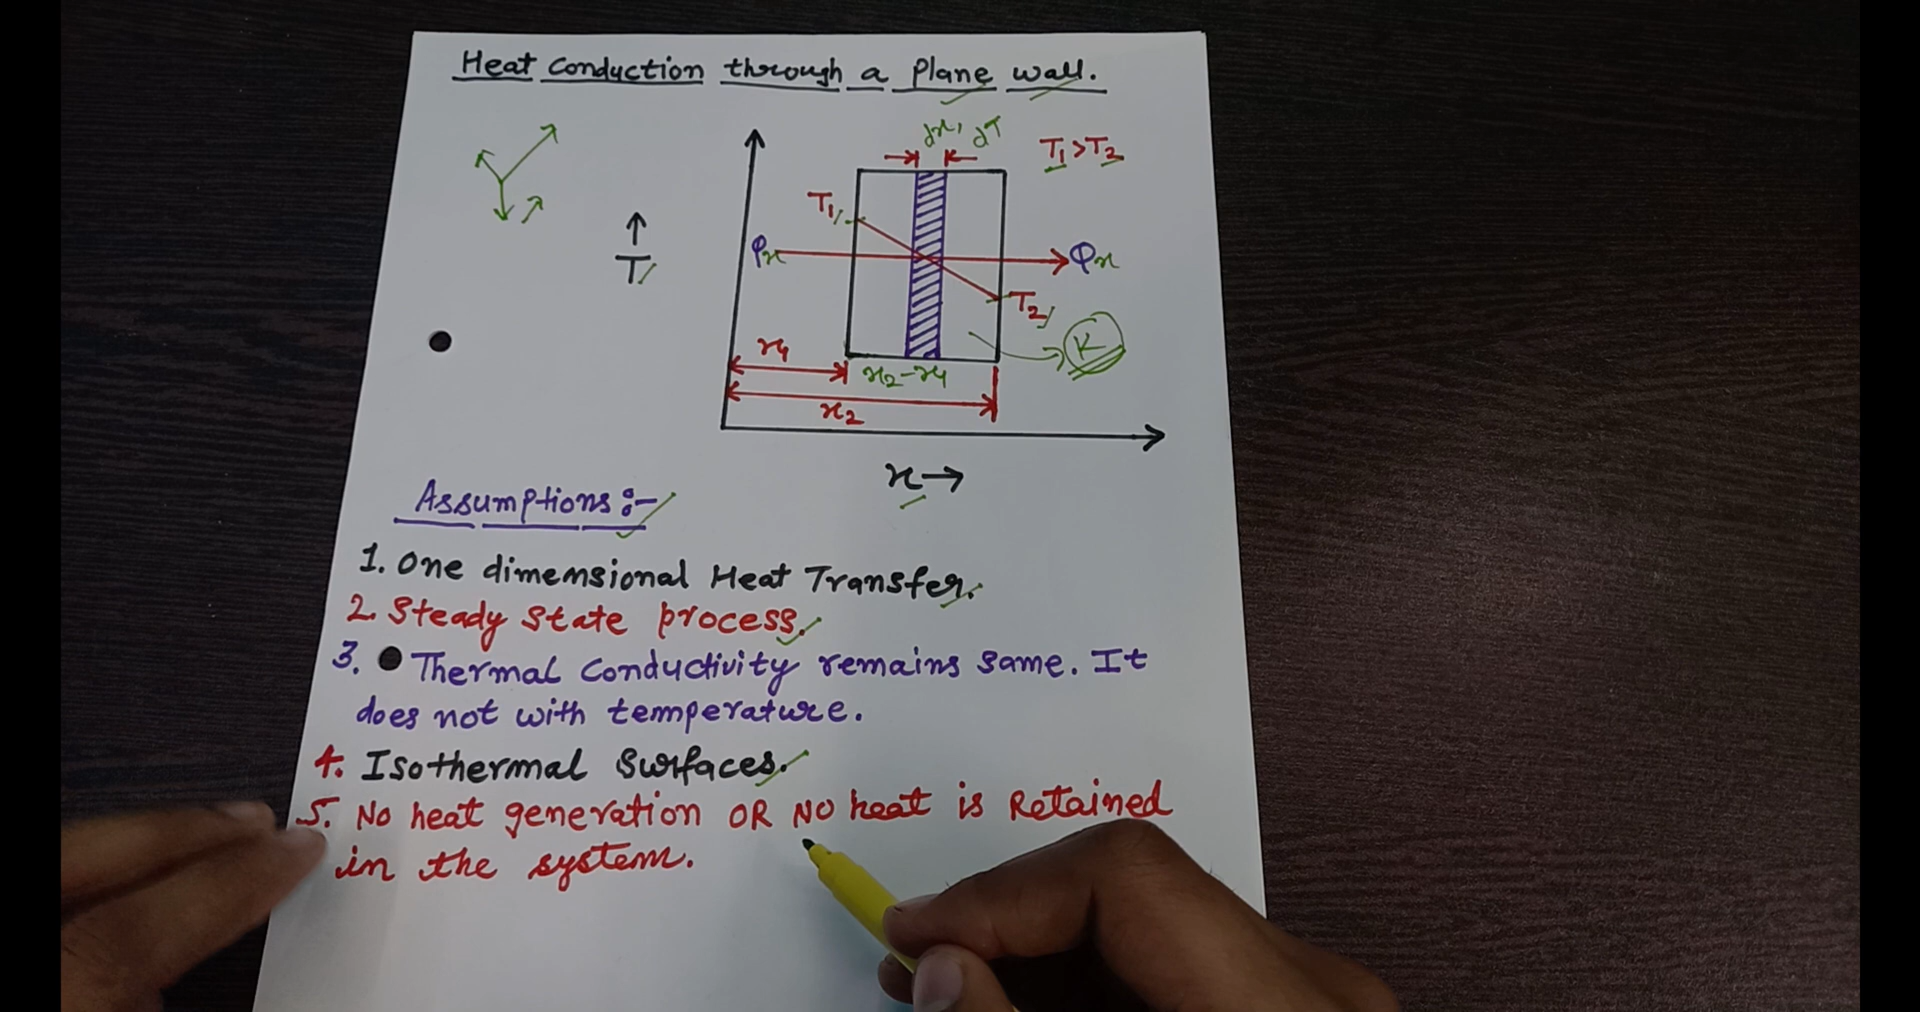 Heat Conduction through a Plane Wall.
dx, dT
T1 > T2
T1
T
Qx
Qx
T2
K
x1
x2-x1
x2
x→
Assumptions :-
1. One dimensional Heat Transfer.
2. Steady State process.
3. Thermal Conductivity remains same. It
does not with temperature.
4. Isothermal Surfaces.
5. No heat generation OR NO heat is Retained
in the system.